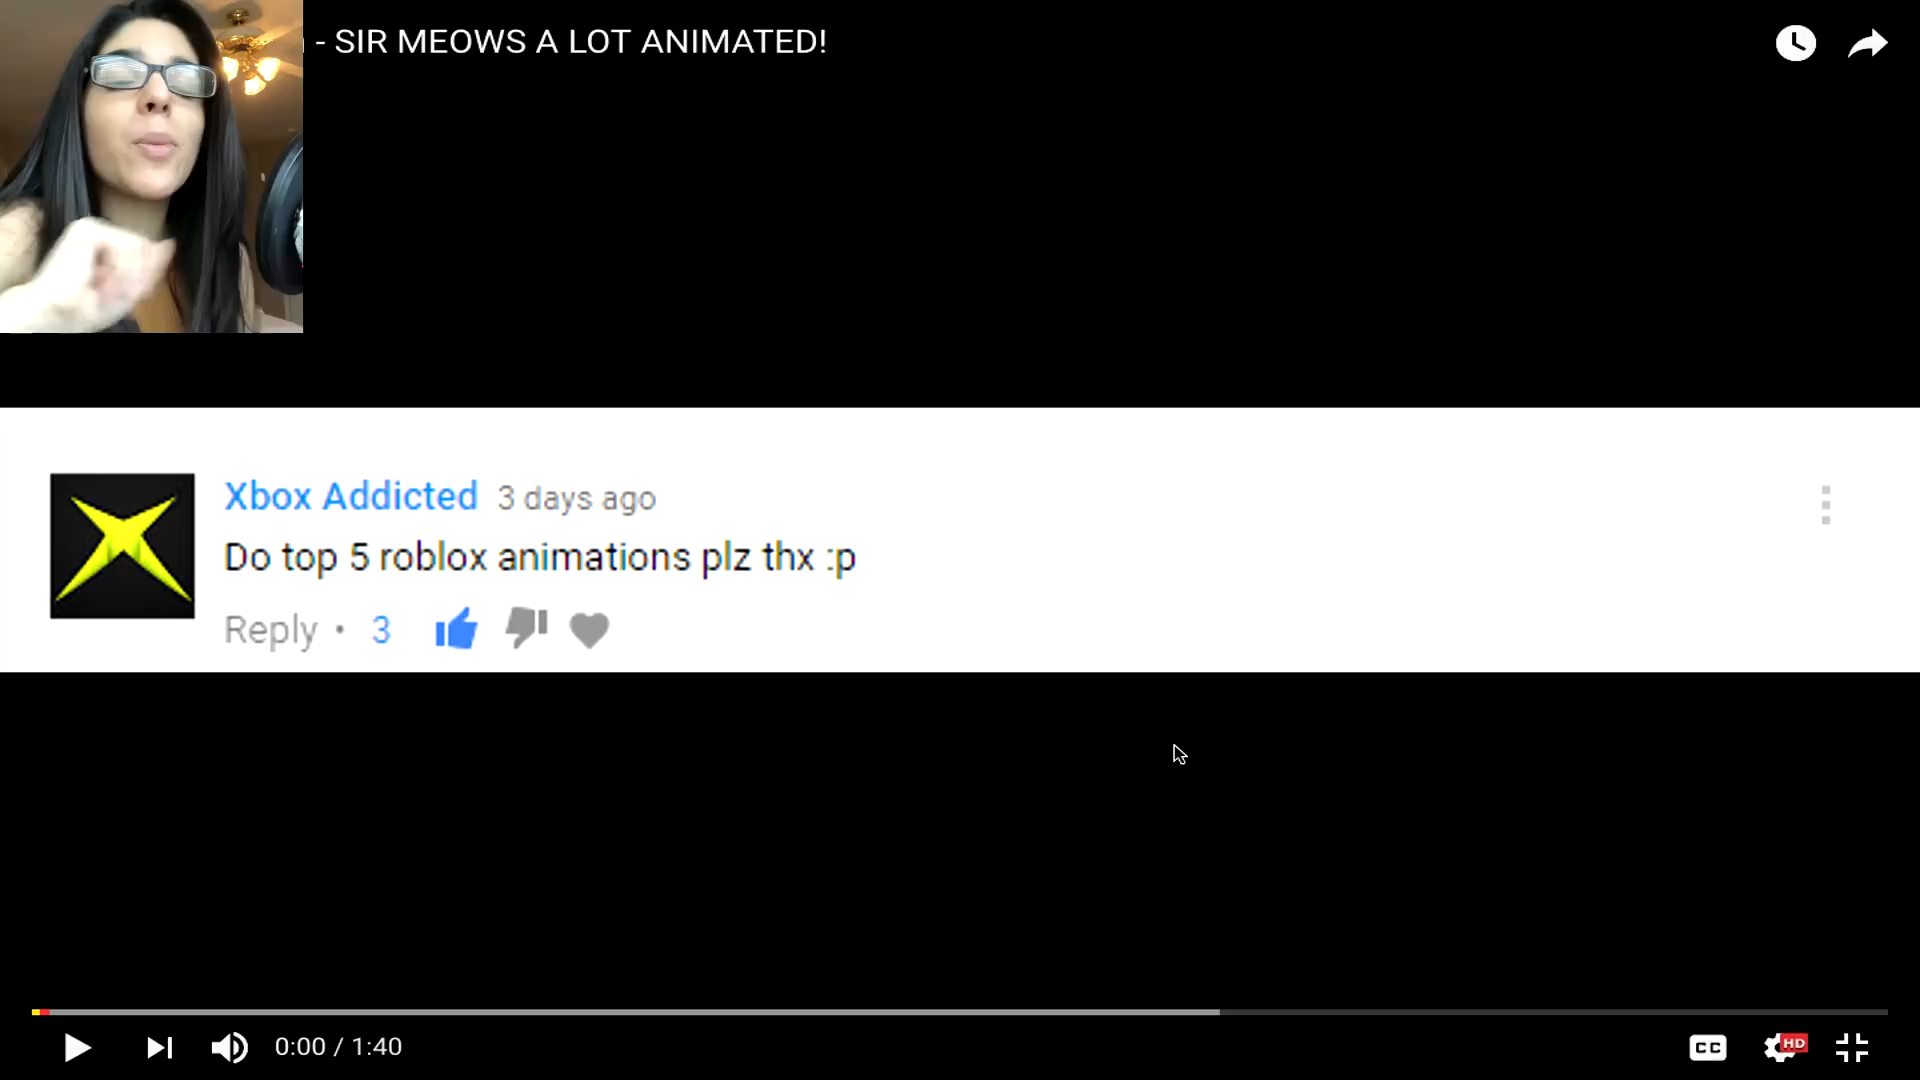 - SIR MEOWS A LOT ANIMATED!
Xbox Addicted 3 days ago
Do top 5 roblox animations plz thx :p
Reply • 3
0:00 / 1:40
CC
HD